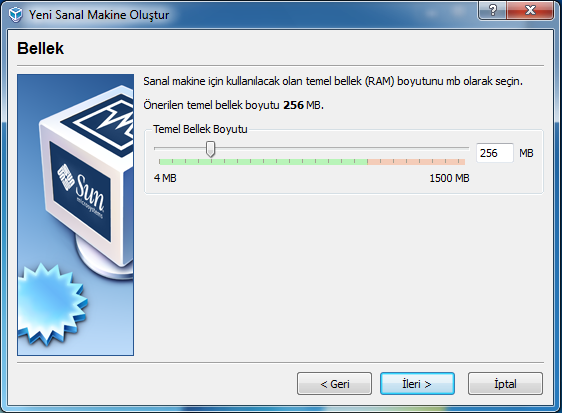 Yeni Sanal Makine Oluştur
Bellek
Sanal makine için kullanılacak olan temel bellek (RAM) boyutunu mb olarak seçin.
Önerilen temel bellek boyutu 256 MB.
Temel Bellek Boyutu
256 MB
4 MB 1500 MB
Sun
microsystems
< Geri İleri > İptal